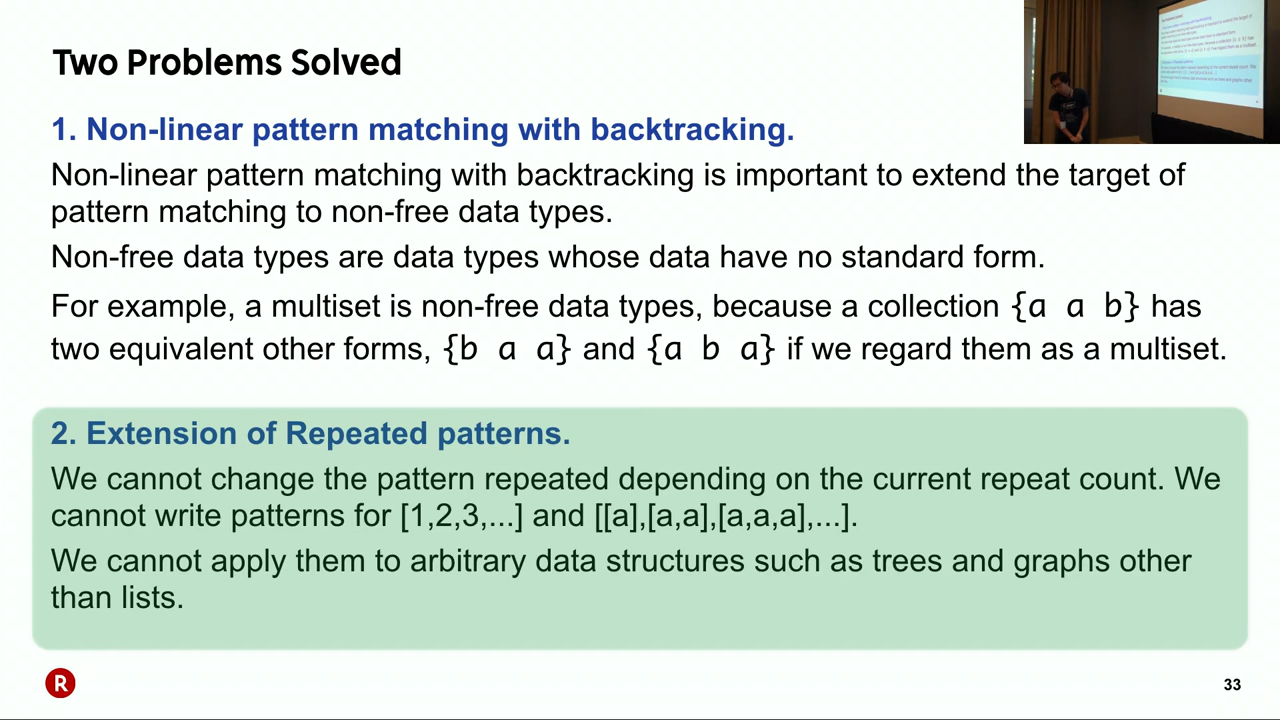 Two Problems Solved
1. Non-linear pattern matching with backtracking.
Non-linear pattern matching with backtracking is important to extend the target of
pattern matching to non-free data types.
Non-free data types are data types whose data have no standard form.
For example, a multiset is non-free data types, because a collection {a a b} has
two equivalent other forms, {b a a} and {a b a} if we regard them as a multiset.
2. Extension of Repeated patterns.
We cannot change the pattern repeated depending on the current repeat count. We
cannot write patterns for [1,2,3,...] and [[a],[a,a],[a,a,a],...].
We cannot apply them to arbitrary data structures such as trees and graphs other
than lists.
R
33